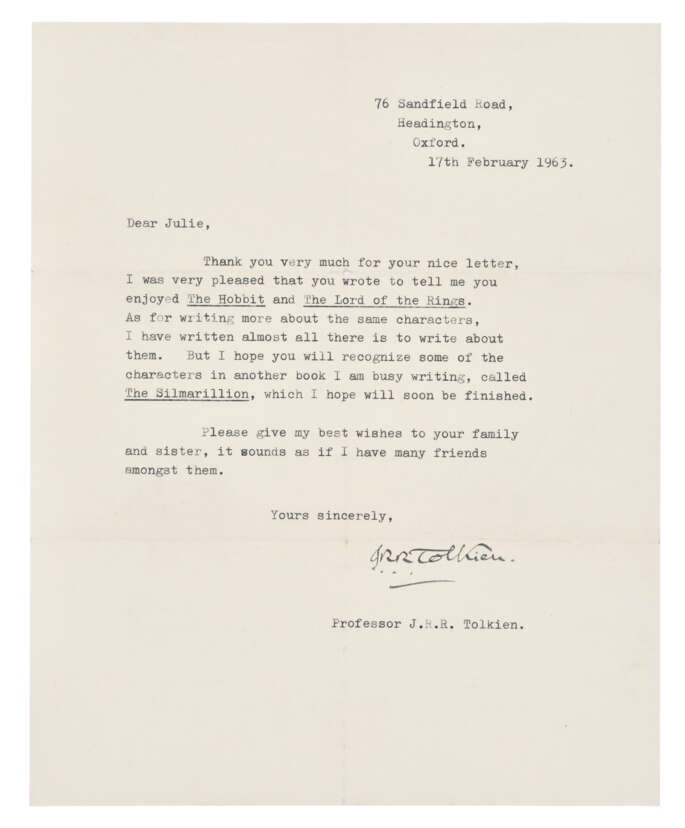 76 Sandfield Road,
Headington,
Oxford.
17th February 1963.
Dear Julie,
Thank you very much for your nice letter,
I was very pleased that you wrote to tell me you
enjoyed The Hobbit and The Lord of the Rings.
As for writing more about the same characters,
I have written almost all there is to write about
them. But I hope you will recognize some of the
characters in another book I am busy writing, called
The Silmarillion, which I hope will soon be finished.
Please give my best wishes to your family
and sister, it sounds as if I have many friends
amongst them.
Yours sincerely,
JRRTolkien.
Professor J.R.R. Tolkien.